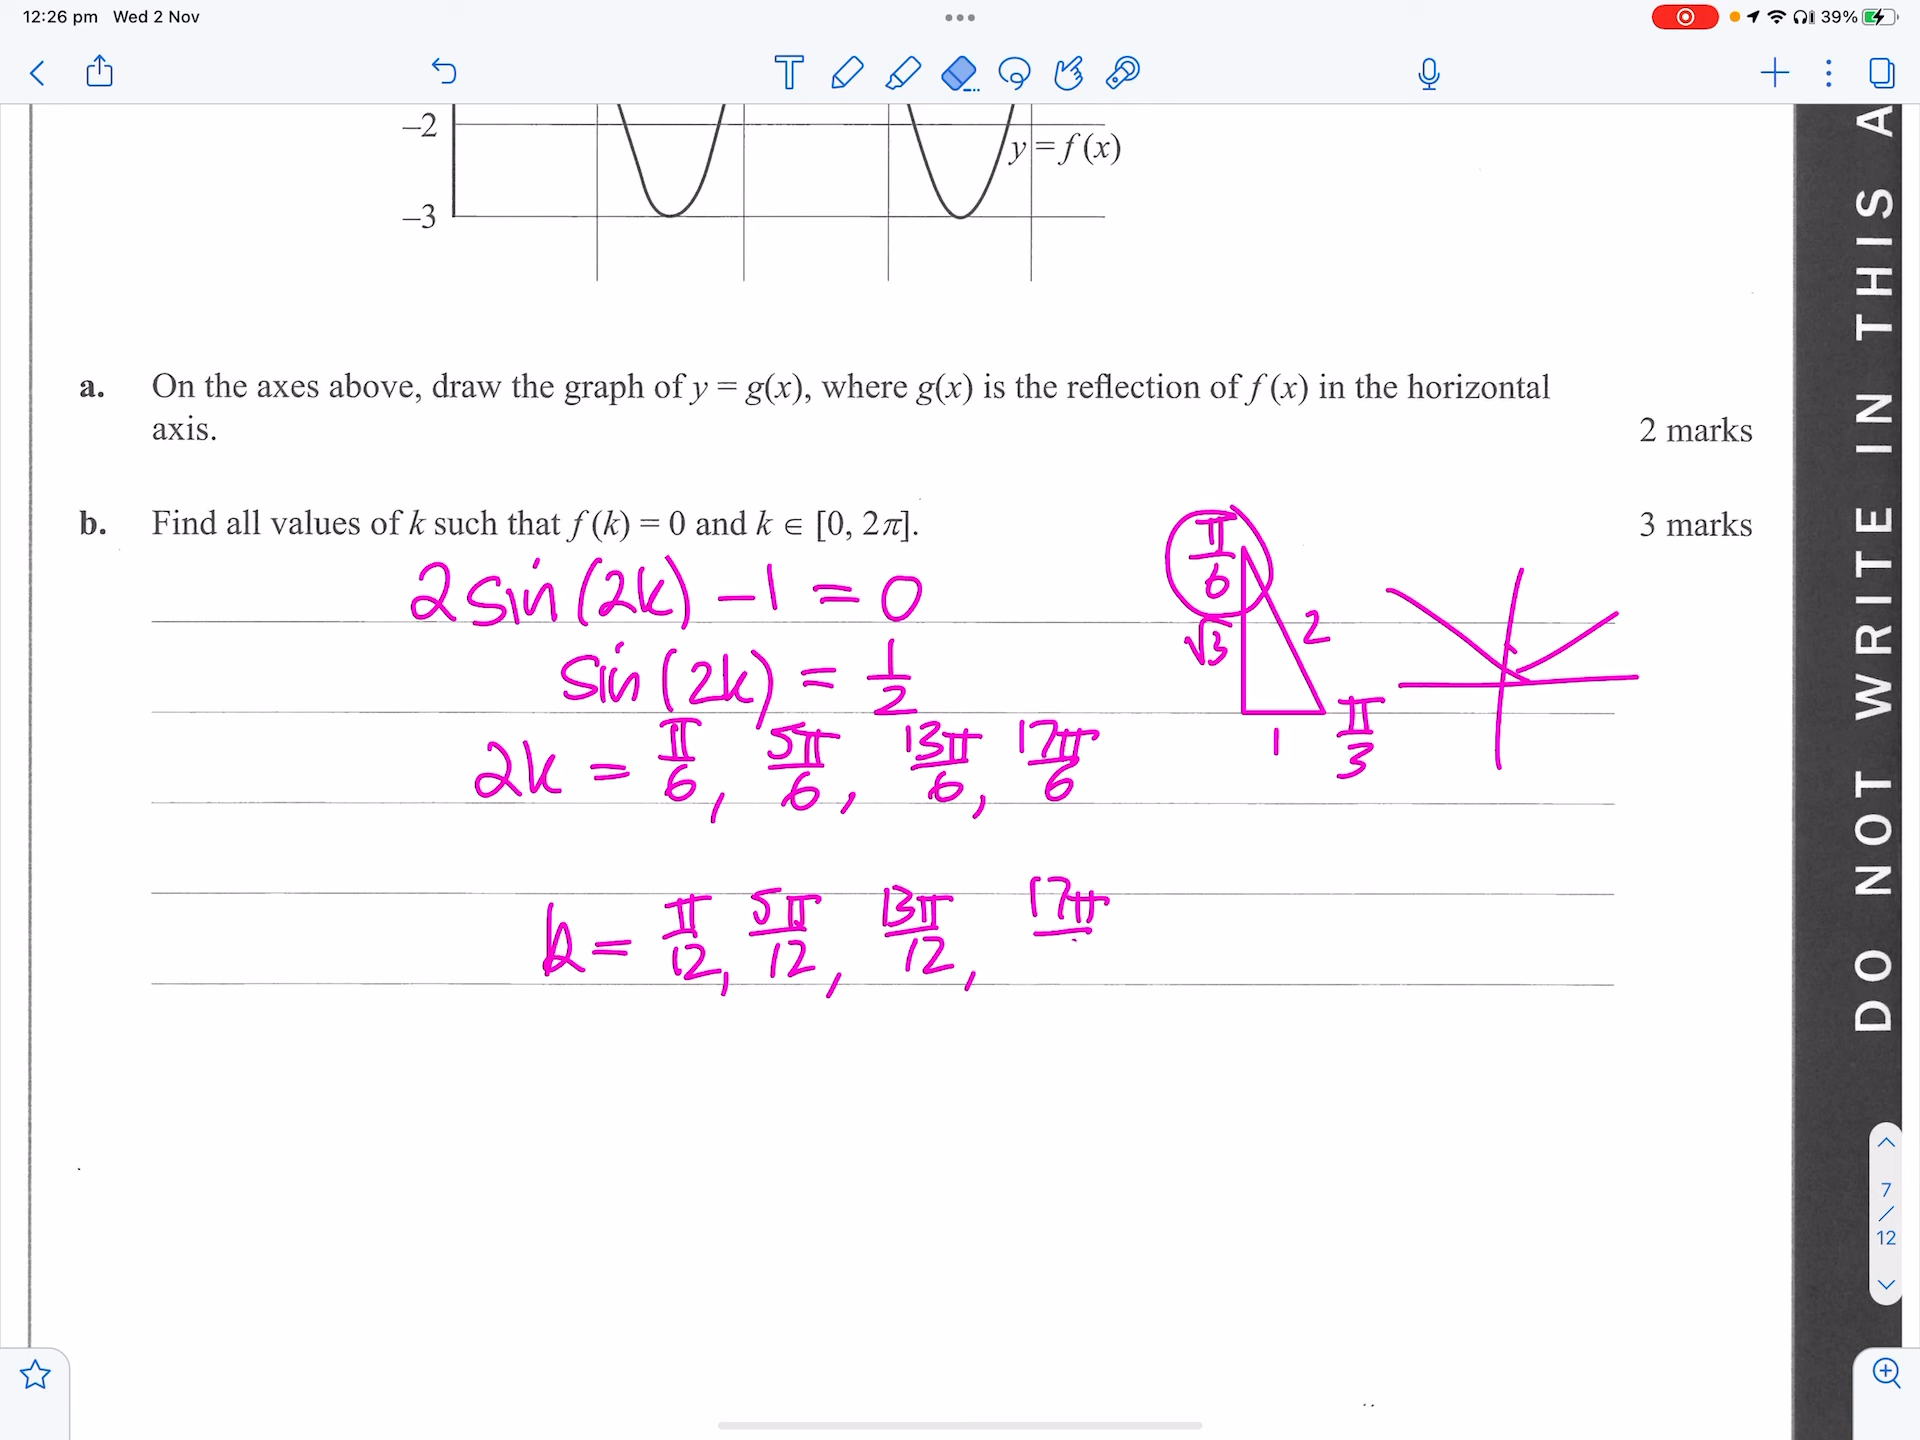 12:26 pm Wed 2 Nov
39%
–2
y = f(x)
–3
a. On the axes above, draw the graph of y = g(x), where g(x) is the reflection of f(x) in the horizontal
axis. 2 marks
b. Find all values of k such that f(k) = 0 and k ∈ [0, 2π]. 3 marks
2 sin(2k) – 1 = 0
sin(2k) = 1/2
2k = π/6, 5π/6, 13π/6, 17π/6
k = π/12, 5π/12, 13π/12, 17π
π/6
√3
2
1
π/3
DO NOT WRITE IN THIS A
7
/
12